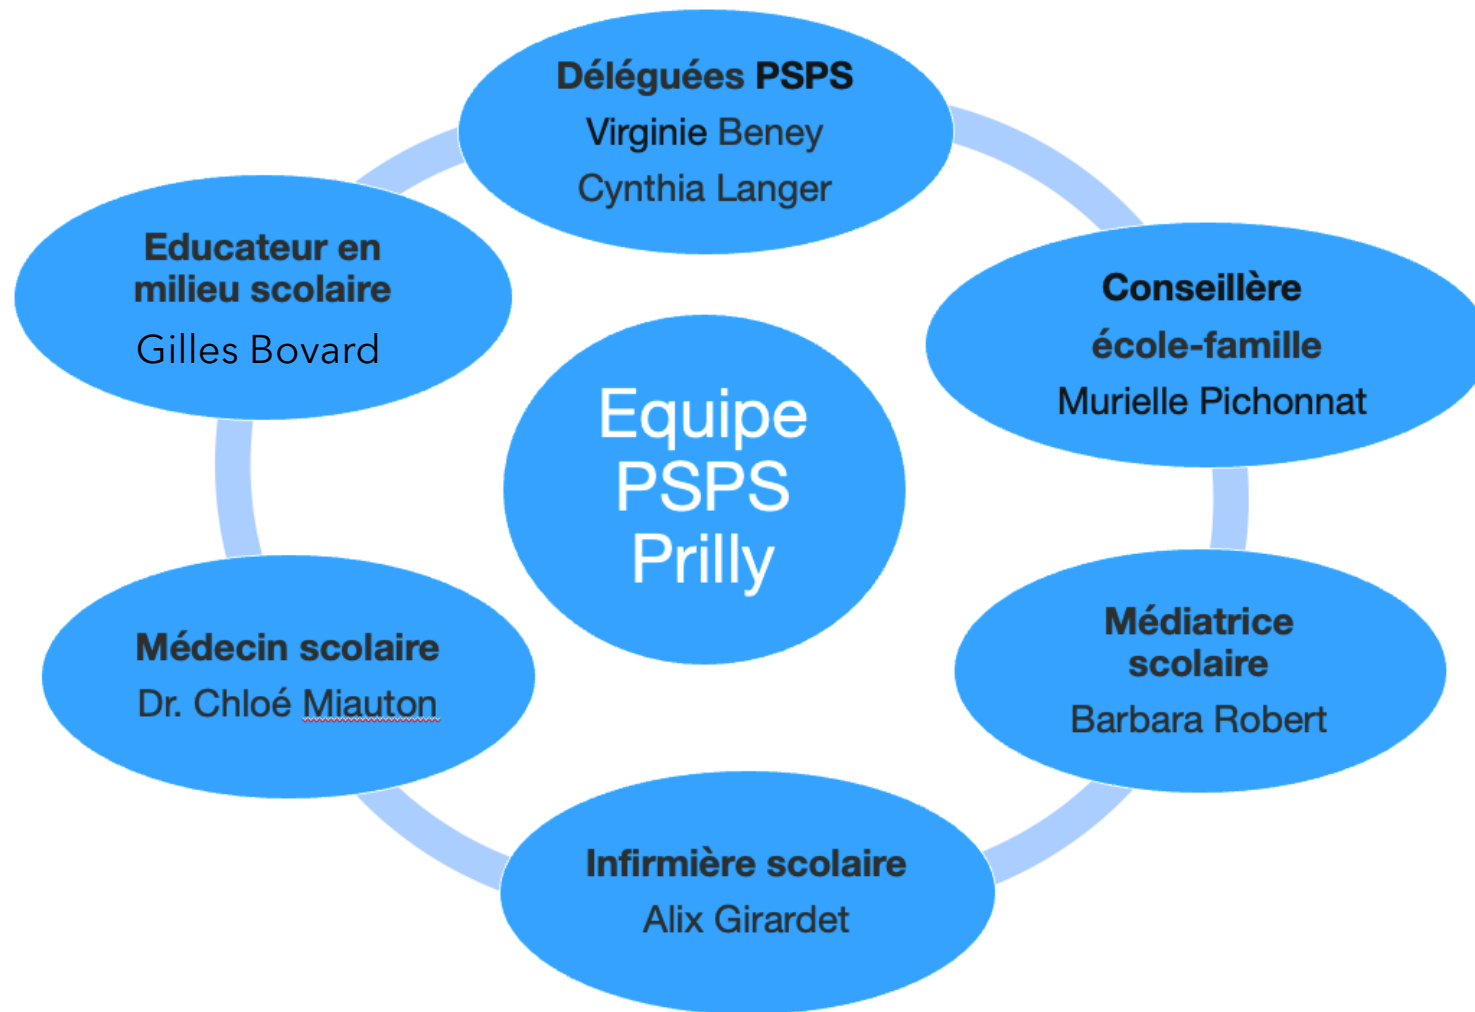 Déléguées PSPS
Virginie Beney
Cynthia Langer
Conseillère
école-famille
Murielle Pichonnat
Médiatrice
scolaire
Barbara Robert
Infirmière scolaire
Alix Girardet
Médecin scolaire
Dr. Chloé Miauton
Educateur en
milieu scolaire
Gilles Bovard
Equipe
PSPS
Prilly